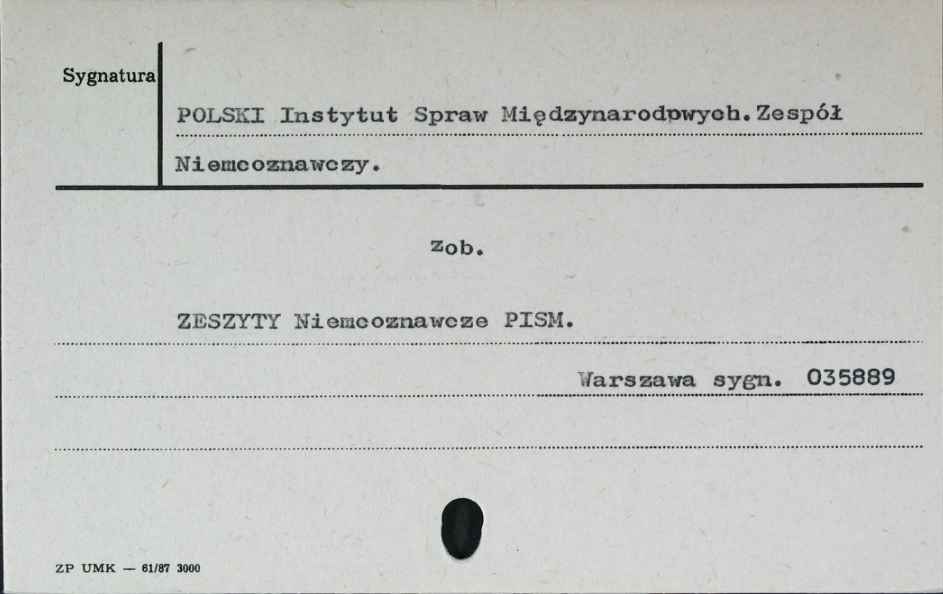 Sygnatura
POLSKI Instytut Spraw Międzynarodowych.Zespół
Niemcoznawczy.
Zob.
ZESZYTY Niemcoznawcze PISM.
Warszawa sygn. 035889
ZP UMK — 61/87 3000